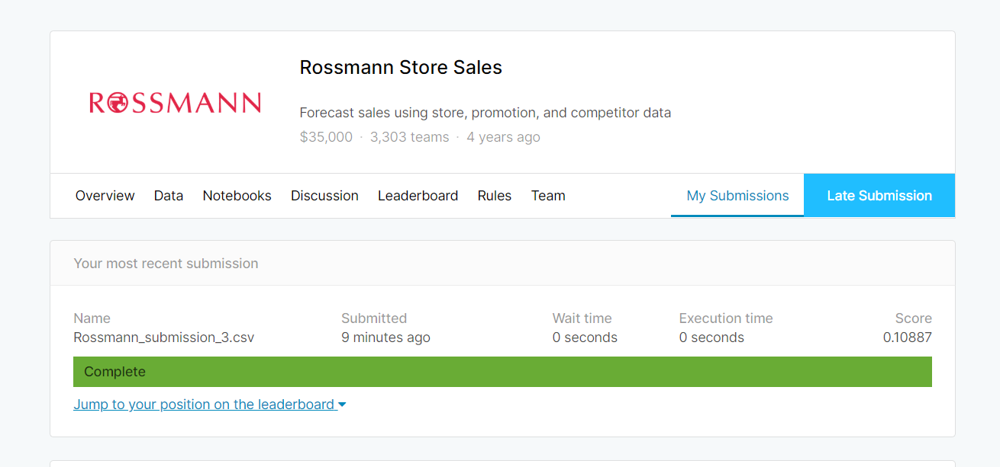 Rossmann Store Sales
ROSSMANN
Forecast sales using store, promotion, and competitor data
$35,000 · 3,303 teams · 4 years ago
Overview Data Notebooks Discussion Leaderboard Rules Team My Submissions Late Submission
Your most recent submission
Name Submitted Wait time Execution time Score
Rossmann_submission_3.csv 9 minutes ago 0 seconds 0 seconds 0.10887
Complete
Jump to your position on the leaderboard